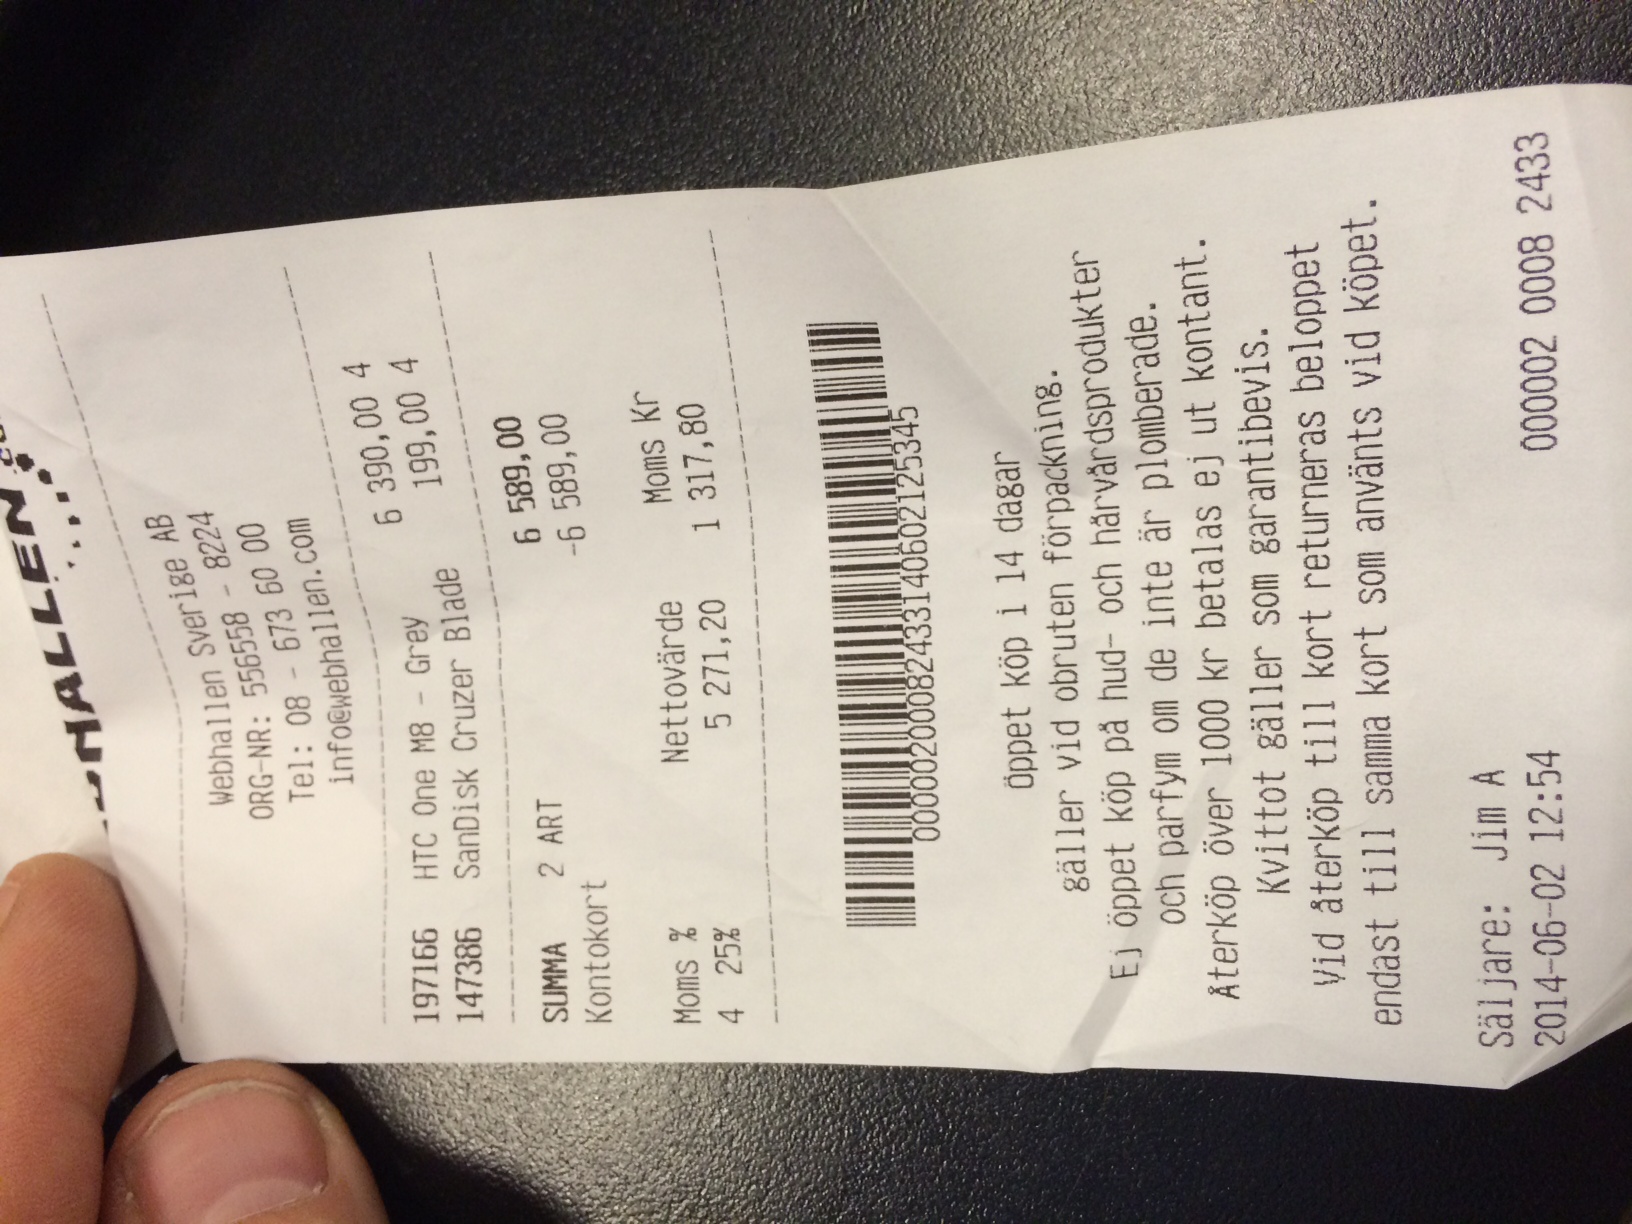 WEBHALLEN
Webhallen Sverige AB
ORG-NR: 556558 - 8224
Tel: 08 - 673 60 00
info@webhallen.com
197166 HTC One M8 - Grey 6 390,00 4
147386 SanDisk Cruzer Blade 199,00 4
SUMMA 2 ART 6 589,00
Kontokort -6 589,00
Moms % Nettovärde Moms Kr
4 25% 5 271,20 1 317,80
00000200082433140602125345
Öppet köp i 14 dagar
gäller vid obruten förpackning.
Ej öppet köp på hud- och hårvårdsprodukter
och parfym om de inte är plomberade.
Återköp över 1000 kr betalas ej ut kontant.
Kvittot gäller som garantibevis.
Vid återköp till kort returneras beloppet
endast till samma kort som använts vid köpet.
Säljare: Jim A
2014-06-02 12:54 000002 0008 2433